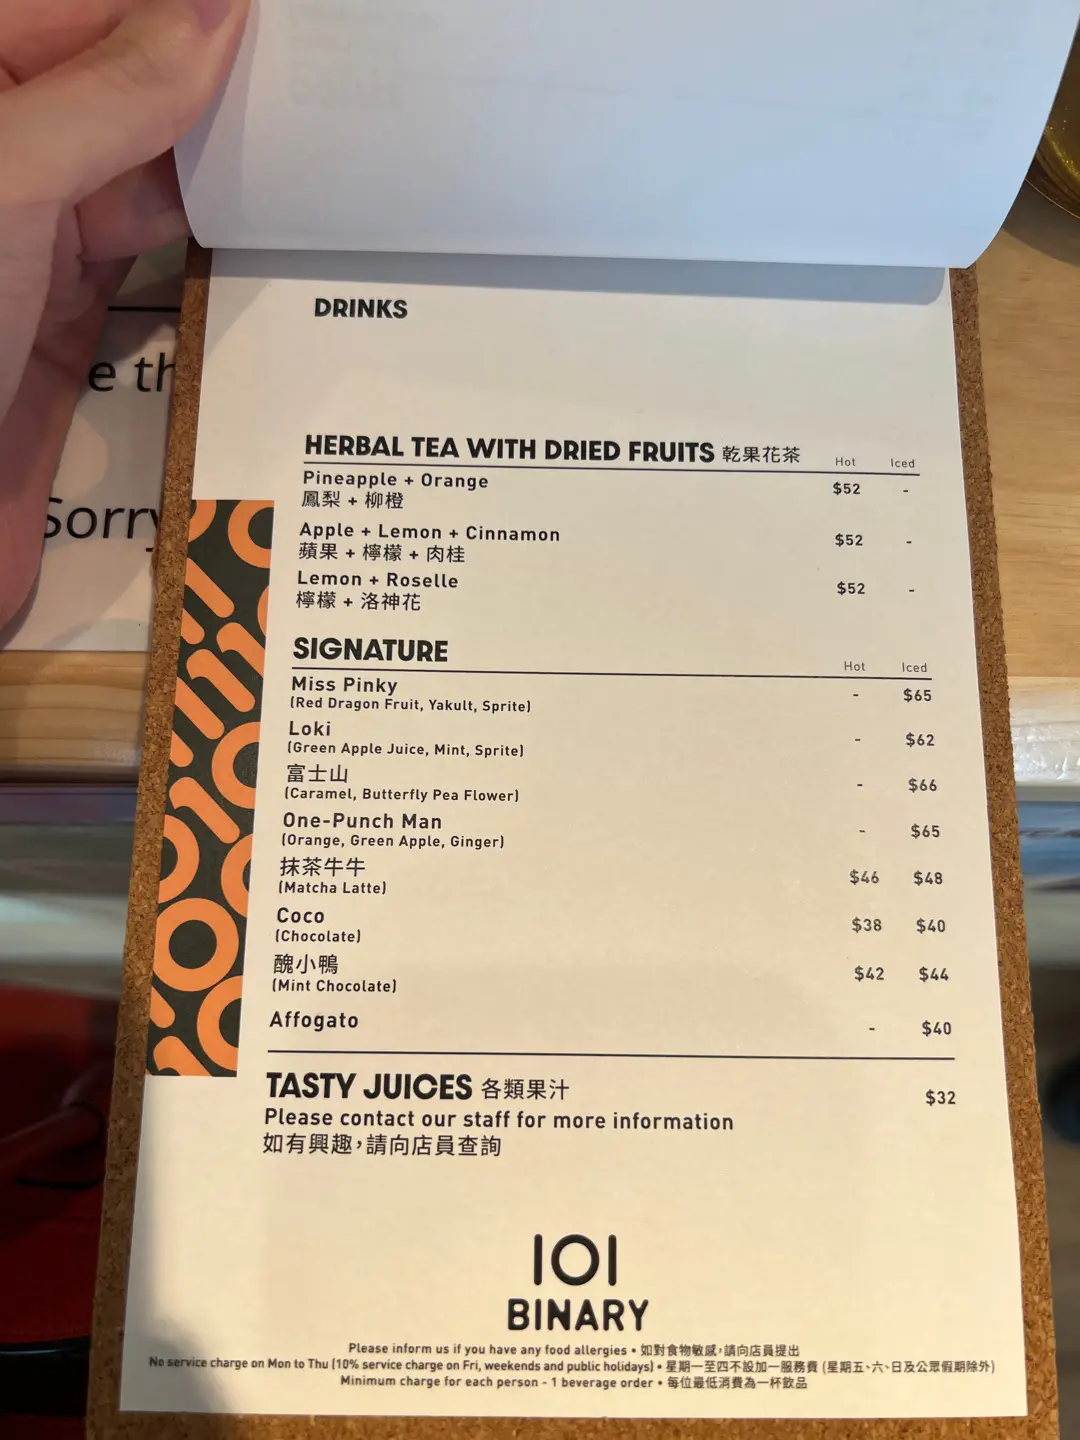 DRINKS
e th
Sorry
HERBAL TEA WITH DRIED FRUITS 乾果花茶 Hot Iced
Pineapple + Orange $52 -
鳳梨 + 柳橙
Apple + Lemon + Cinnamon $52 -
蘋果 + 檸檬 + 肉桂
Lemon + Roselle $52 -
檸檬 + 洛神花
SIGNATURE Hot Iced
Miss Pinky - $65
(Red Dragon Fruit, Yakult, Sprite)
Loki - $62
(Green Apple Juice, Mint, Sprite)
富士山 - $66
(Caramel, Butterfly Pea Flower)
One-Punch Man - $65
(Orange, Green Apple, Ginger)
抹茶牛牛 $46 $48
(Matcha Latte)
Coco $38 $40
(Chocolate)
醜小鴨 $42 $44
(Mint Chocolate)
Affogato - $40
TASTY JUICES 各類果汁 $32
Please contact our staff for more information
如有興趣，請向店員查詢
101
BINARY
Please inform us if you have any food allergies • 如對食物敏感，請向店員提出
No service charge on Mon to Thu (10% service charge on Fri, weekends and public holidays) • 星期一至四不設加一服務費 (星期五、六、日及公眾假期除外)
Minimum charge for each person - 1 beverage order • 每位最低消費為一杯飲品